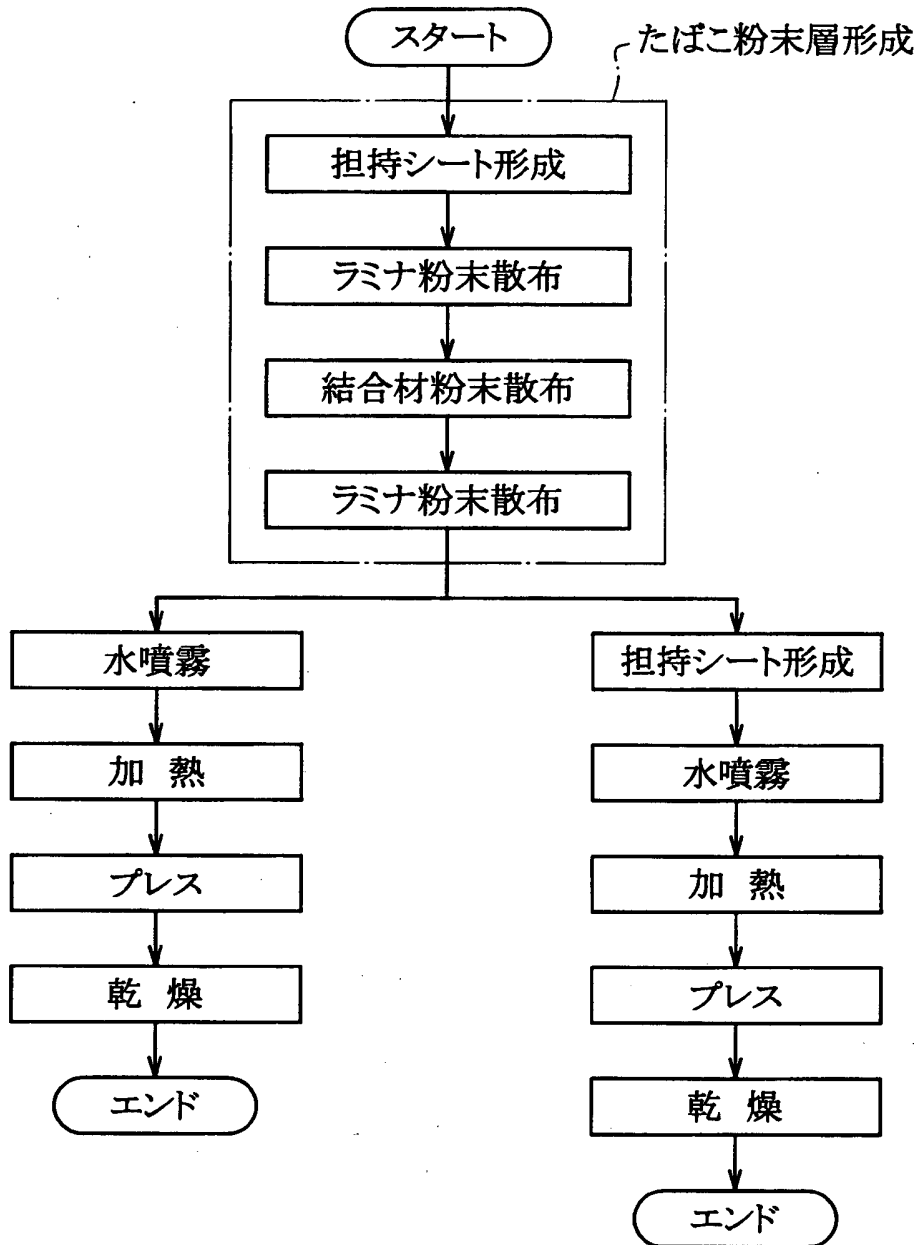 スタート
たばこ粉末層形成
担持シート形成
ラミナ粉末散布
結合材粉末散布
ラミナ粉末散布
水噴霧
加 熱
プレス
乾 燥
エンド
担持シート形成
水噴霧
加 熱
プレス
乾 燥
エンド